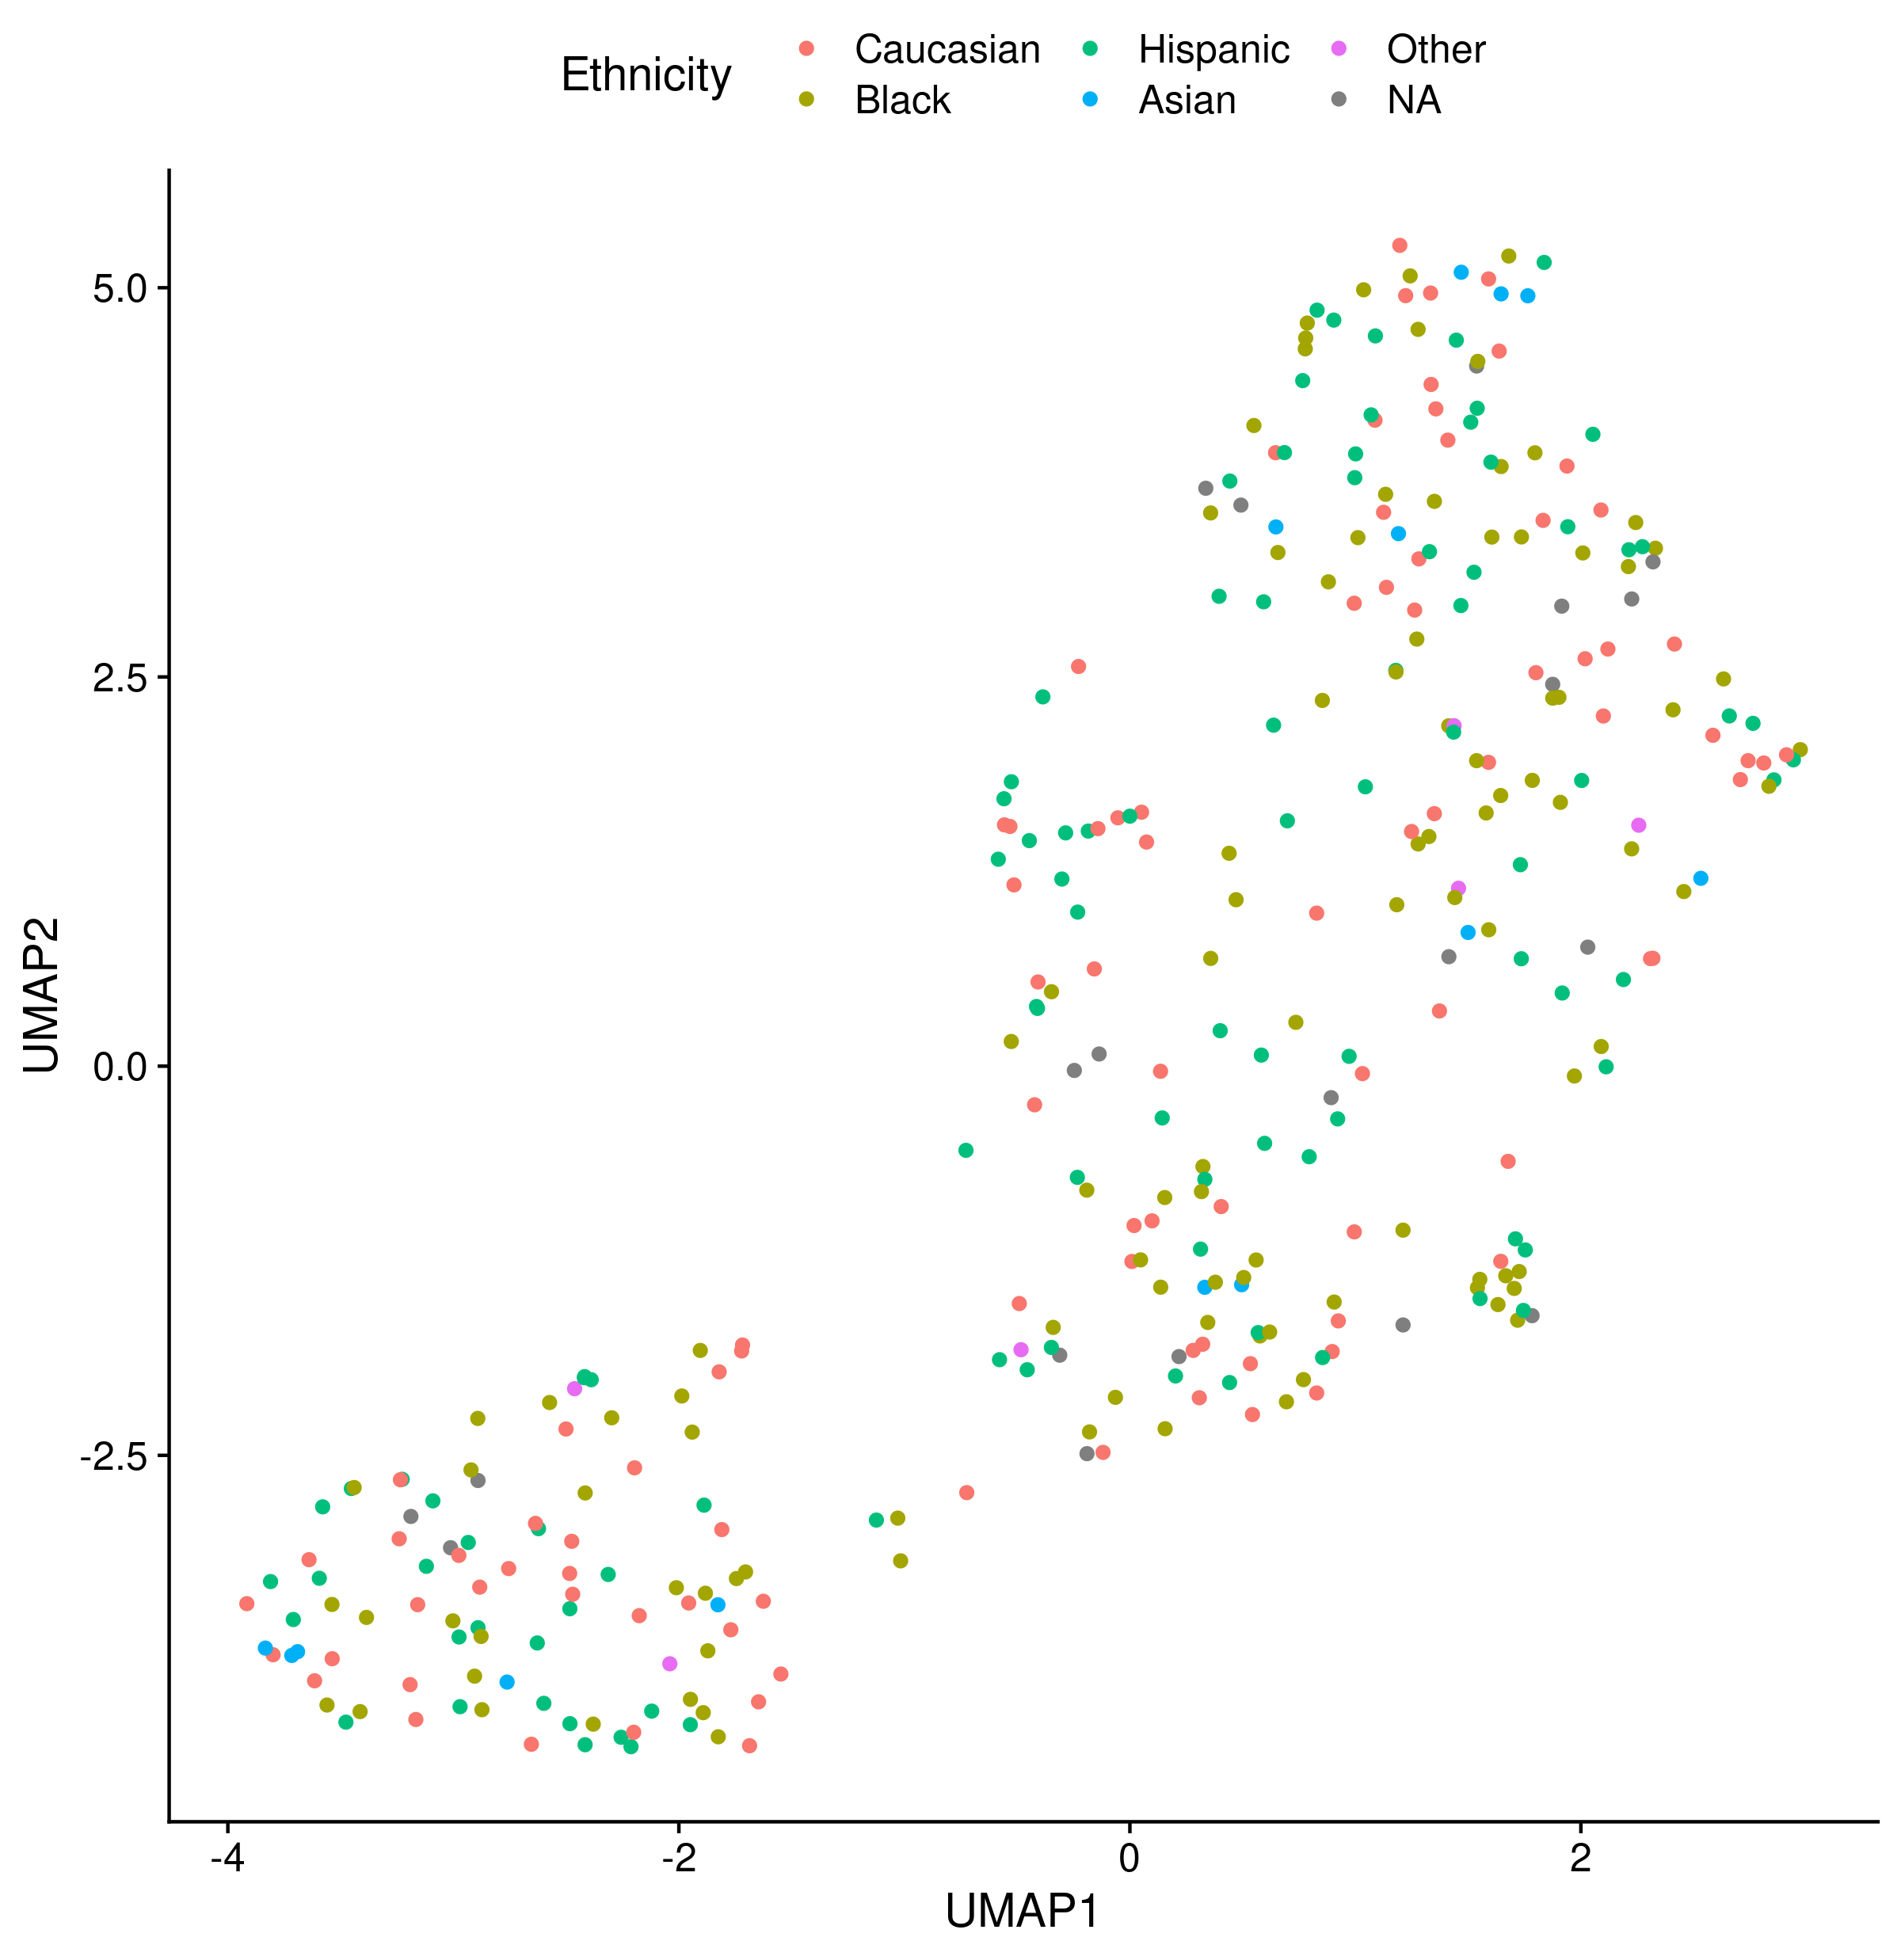 Ethnicity
Caucasian
Hispanic
Other
Black
Asian
NA
5.0
2.5
0.0
-2.5
UMAP2
-4
-2
0
2
UMAP1